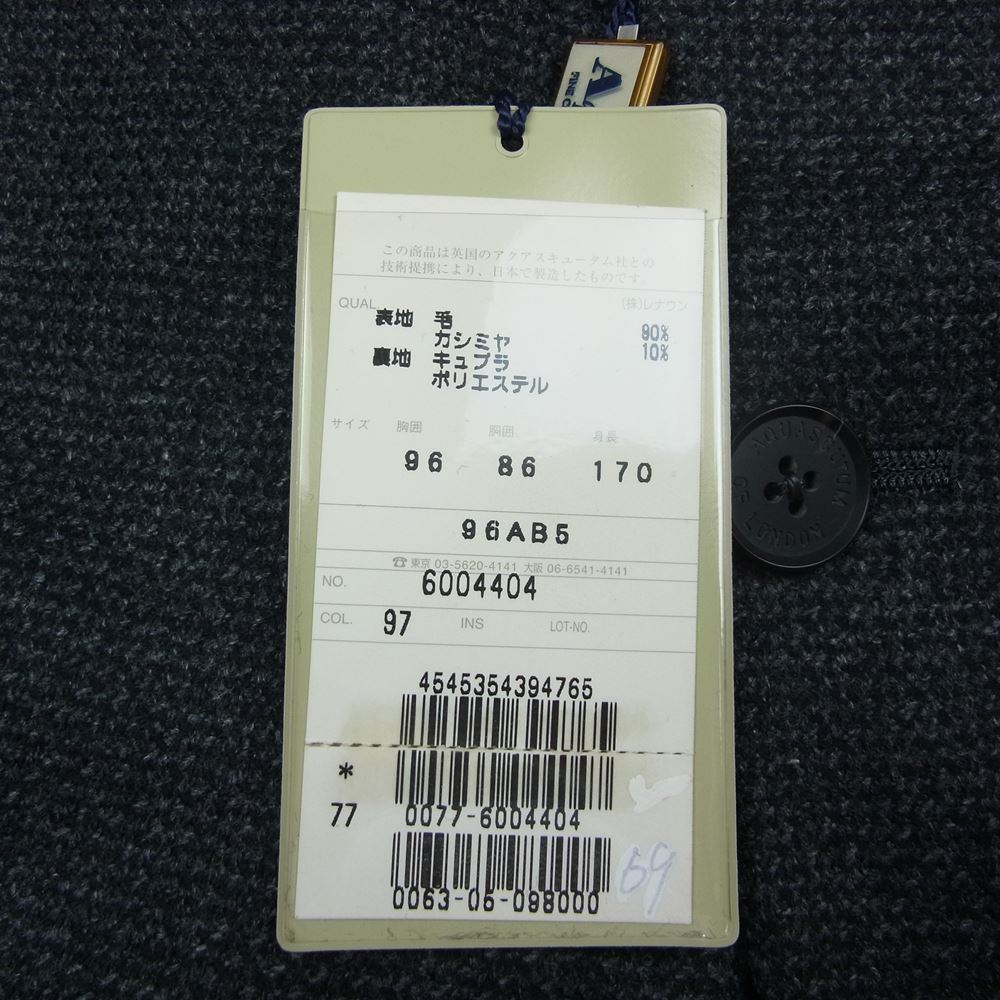 この商品は英国のアクアスキュータム社との
技術提携により、日本で製造したものです。
QUAL. (株)レナウン
表地 毛 90%
カシミヤ 10%
裏地 キュプラ
ポリエステル
サイズ 胸囲 胴囲 身長
96 86 170
96AB5
☎東京 03-5620-4141 大阪 06-6541-4141
NO. 6004404
COL. 97 INS LOT-NO.
4545354394765
*
77 0077-6004404
0063-05-098000
69
AQUASCUTUM
OF LONDON